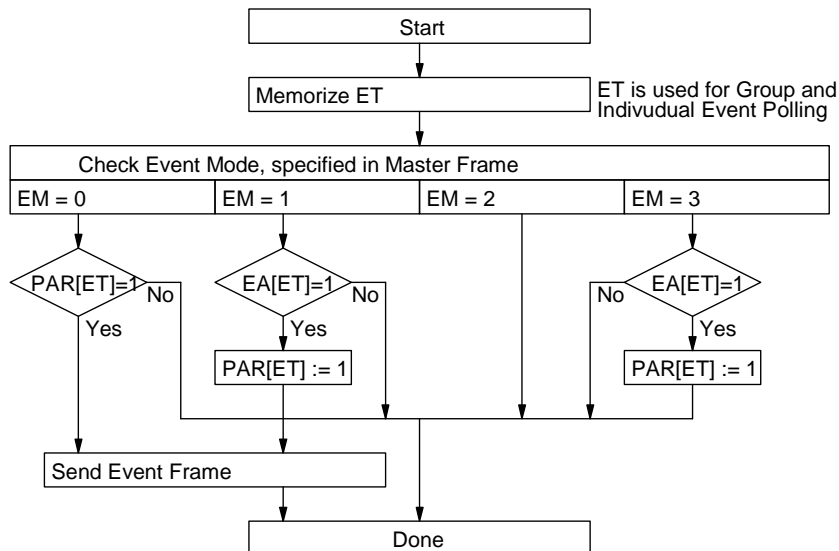 Start
Memorize ET
ET is used for Group and
Indivudual Event Polling
Check Event Mode, specified in Master Frame
EM = 0
EM = 1
EM = 2
EM = 3
PAR[ET]=1
No
EA[ET]=1
No
No
EA[ET]=1
Yes
Yes
Yes
PAR[ET] := 1
PAR[ET] := 1
Send Event Frame
Done